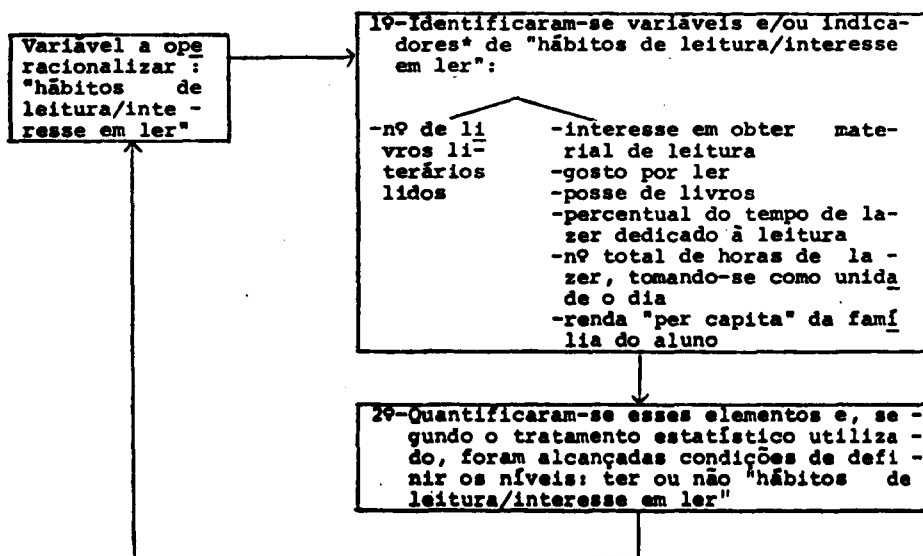 Variável a ope
racionalizar :
"hábitos de
leitura/inte -
resse em ler"
1º-Identificaram-se variáveis e/ou indica-
dores* de "hábitos de leitura/interesse
em ler":
-nº de li
vros li-
terários
lidos
-interesse em obter mate-
rial de leitura
-gosto por ler
-posse de livros
-percentual do tempo de la-
zer dedicado à leitura
-nº total de horas de la -
zer, tomando-se como unida
de o dia
-renda "per capita" da famí
lia do aluno
2º-Quantificaram-se esses elementos e, se -
gundo o tratamento estatístico utiliza -
do, foram alcançadas condições de defi -
nir os níveis: ter ou não "hábitos de
leitura/interesse em ler"